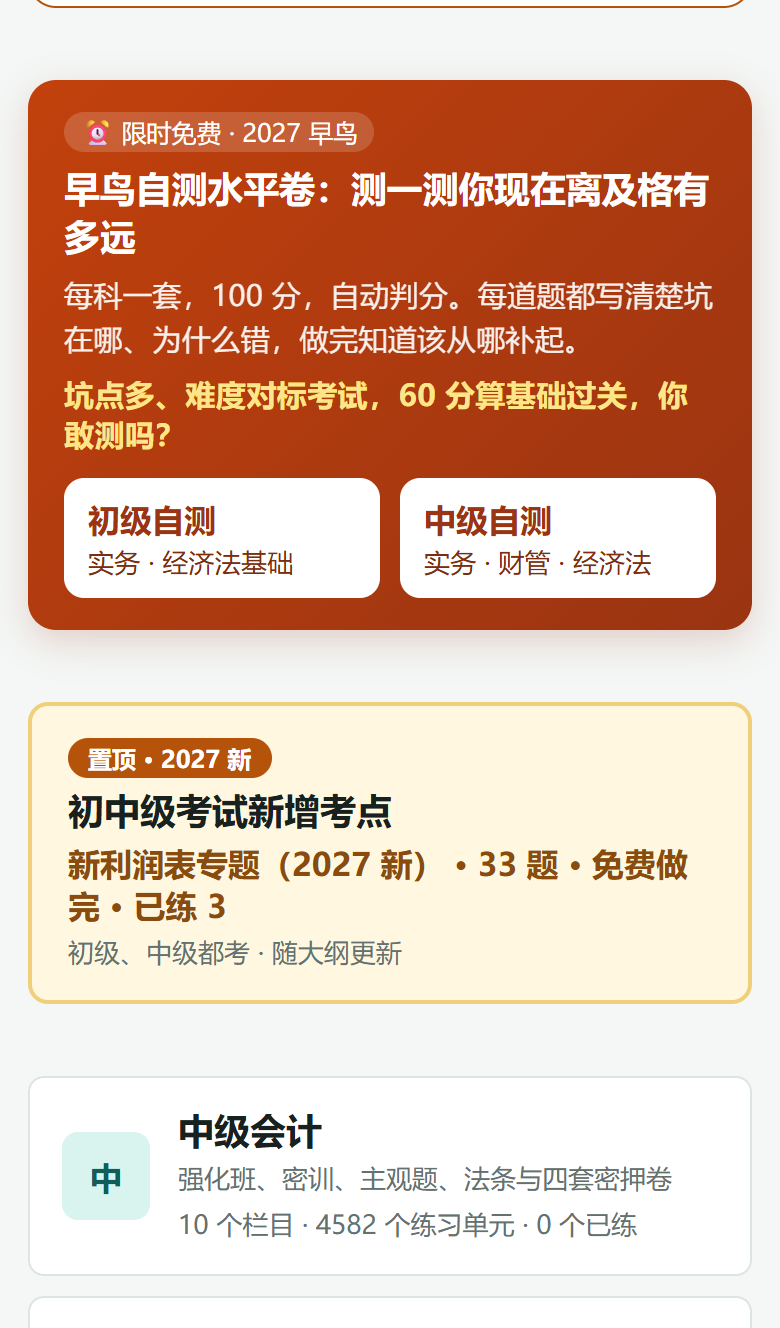 ⏰ 限时免费 · 2027 早鸟
早鸟自测水平卷：测一测你现在离及格有
多远
每科一套，100 分，自动判分。每道题都写清楚坑
在哪、为什么错，做完知道该从哪补起。
坑点多、难度对标考试，60 分算基础过关，你
敢测吗？
初级自测
实务 · 经济法基础
中级自测
实务 · 财管 · 经济法
置顶 • 2027 新
初中级考试新增考点
新利润表专题（2027 新） • 33 题 • 免费做
完 • 已练 3
初级、中级都考 · 随大纲更新
中
中级会计
强化班、密训、主观题、法条与四套密押卷
10 个栏目 · 4582 个练习单元 · 0 个已练